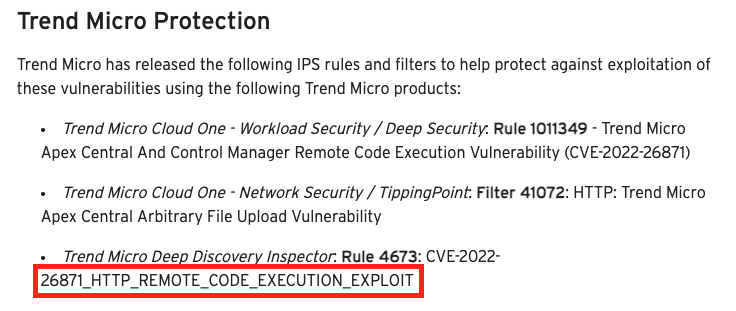 Trend Micro Protection
Trend Micro has released the following IPS rules and filters to help protect against exploitation of
these vulnerabilities using the following Trend Micro products:
• Trend Micro Cloud One - Workload Security / Deep Security: Rule 1011349 - Trend Micro
Apex Central And Control Manager Remote Code Execution Vulnerability (CVE-2022-26871)
• Trend Micro Cloud One - Network Security / TippingPoint: Filter 41072: HTTP: Trend Micro
Apex Central Arbitrary File Upload Vulnerability
• Trend Micro Deep Discovery Inspector: Rule 4673: CVE-2022-
26871_HTTP_REMOTE_CODE_EXECUTION_EXPLOIT